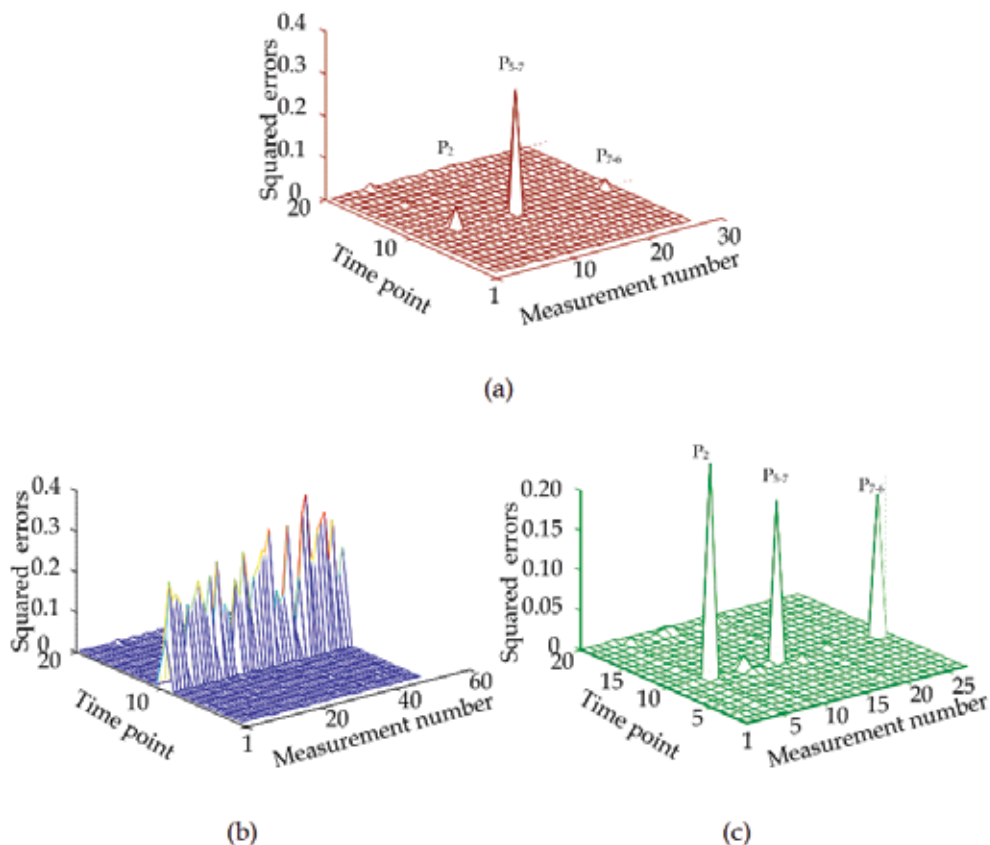 0.4
0.3
0.2
0.1
0
Squared errors
P5-7
P2
P7-6
20
10
1
Time point
10
20
30
Measurement number
(a)
0.4
0.3
0.2
0.1
0
Squared errors
20
10
1
Time point
20
40
60
Measurement number
(b)
0.20
0.15
0.10
0.05
0
Squared errors
P2
P5-7
P7-6
20
15
10
5
1
Time point
5
10
15
20
25
Measurement number
(c)